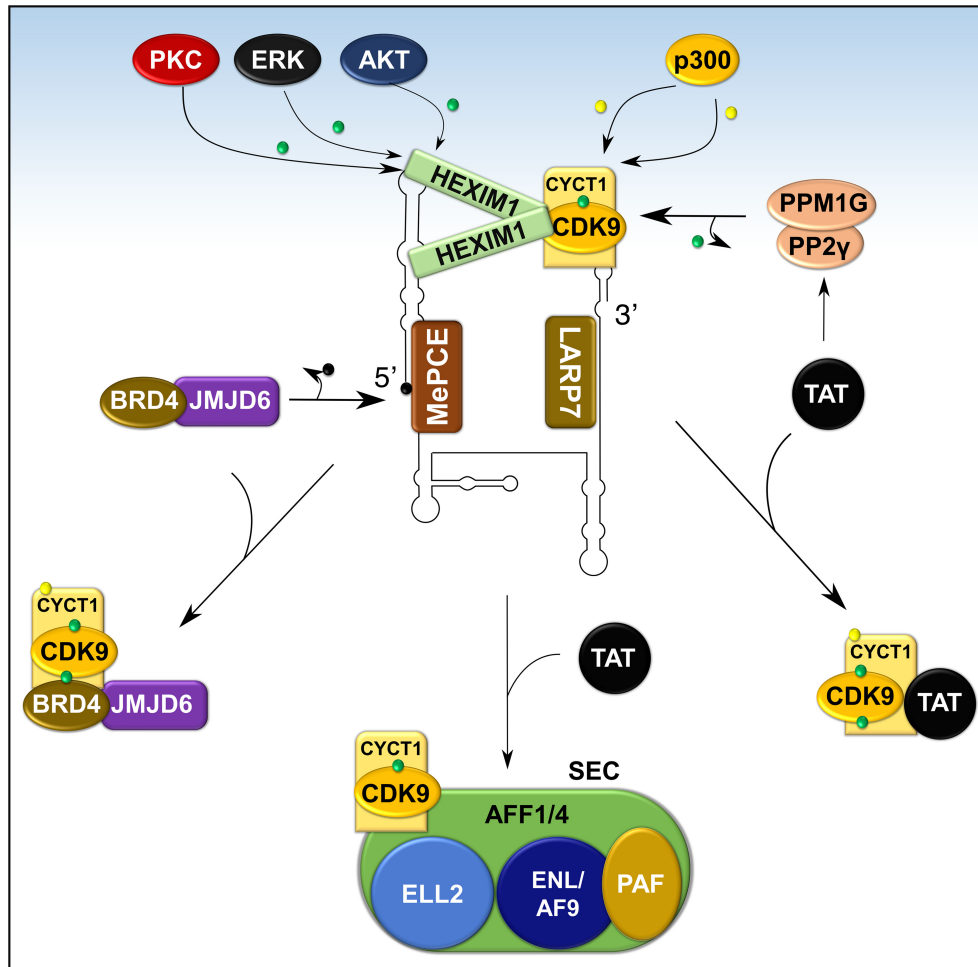 PKC
ERK
AKT
p300
HEXIM1
HEXIM1
CYCT1
CDK9
PPM1G
PP2γ
3’
5’
MePCE
LARP7
BRD4
JMJD6
TAT
CYCT1
CDK9
BRD4
JMJD6
TAT
CYCT1
CDK9
TAT
CYCT1
CDK9
SEC
AFF1/4
ELL2
ENL/
AF9
PAF